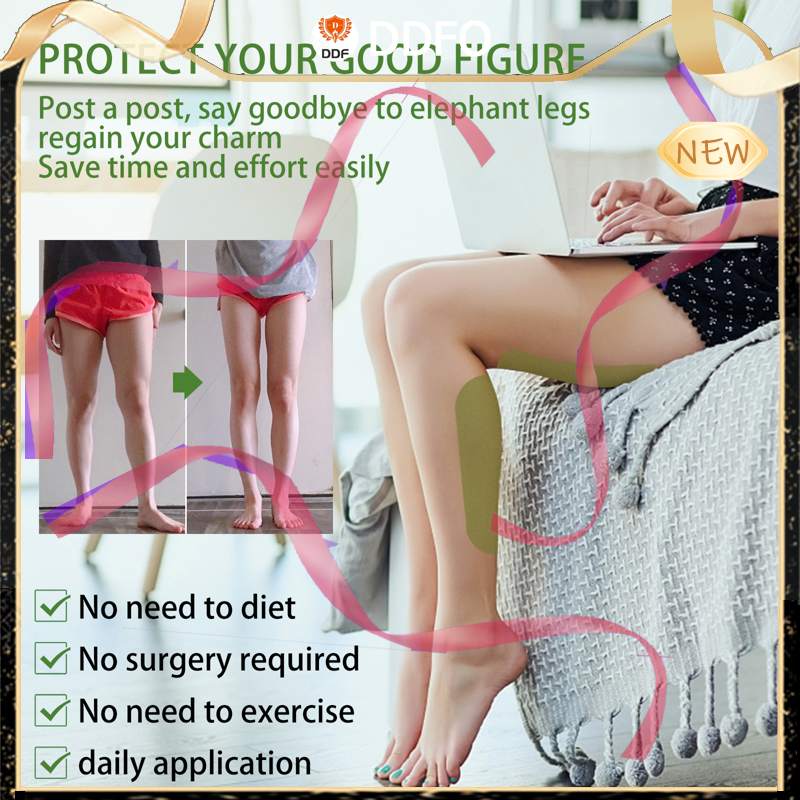 DDFO
DDF
PROTECT YOUR GOOD FIGURE
Post a post, say goodbye to elephant legs
regain your charm
Save time and effort easily
NEW
No need to diet
No surgery required
No need to exercise
daily application